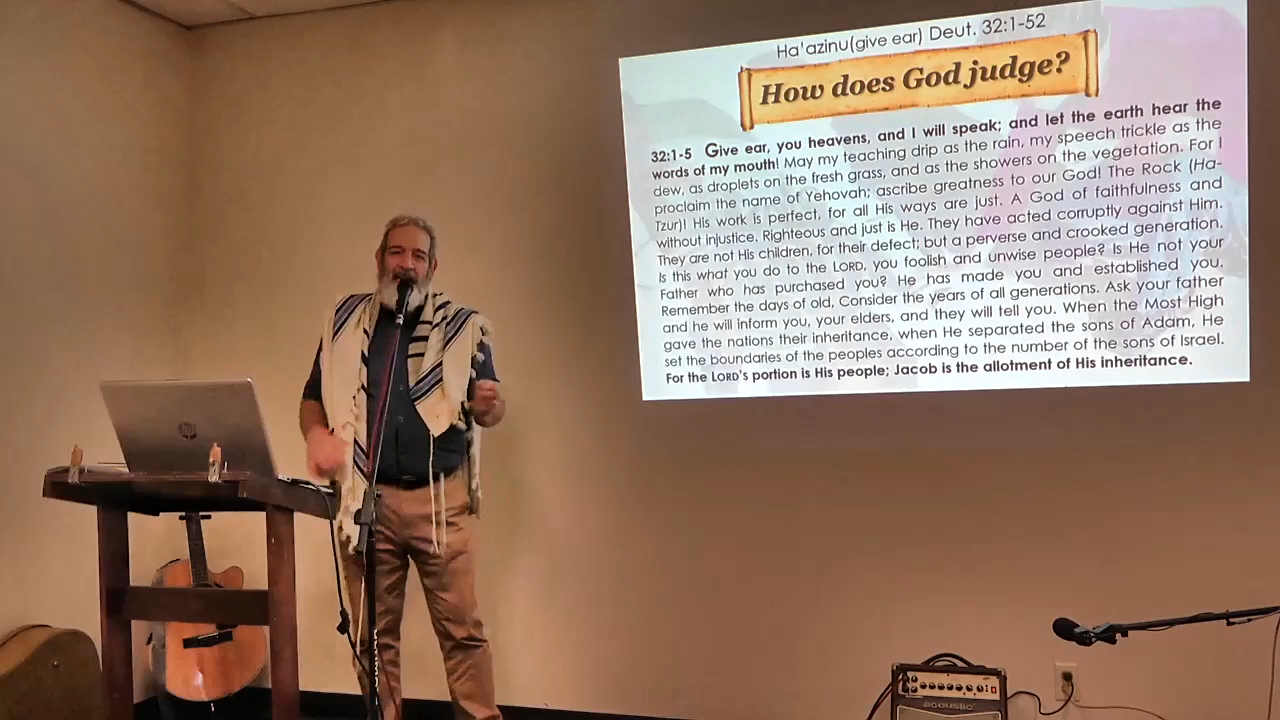 Ha'azinu(give ear) Deut. 32:1-52
How does God judge?
32:1-5 Give ear, you heavens, and I will speak; and let the earth hear the
words of my mouth! May my teaching drip as the rain, my speech trickle as the
dew, as droplets on the fresh grass, and as the showers on the vegetation. For I
proclaim the name of Yehovah; ascribe greatness to our God! The Rock (Ha-
Tzur)! His work is perfect, for all His ways are just. A God of faithfulness and
without injustice. Righteous and just is He. They have acted corruptly against Him.
They are not His children, for their defect; but a perverse and crooked generation.
Is this what you do to the LORD, you foolish and unwise people? Is He not your
Father who has purchased you? He has made you and established you.
Remember the days of old, Consider the years of all generations. Ask your father
and he will inform you, your elders, and they will tell you. When the Most High
gave the nations their inheritance, when He separated the sons of Adam, He
set the boundaries of the peoples according to the number of the sons of Israel.
For the LORD's portion is His people; Jacob is the allotment of His inheritance.
hp
acoustic